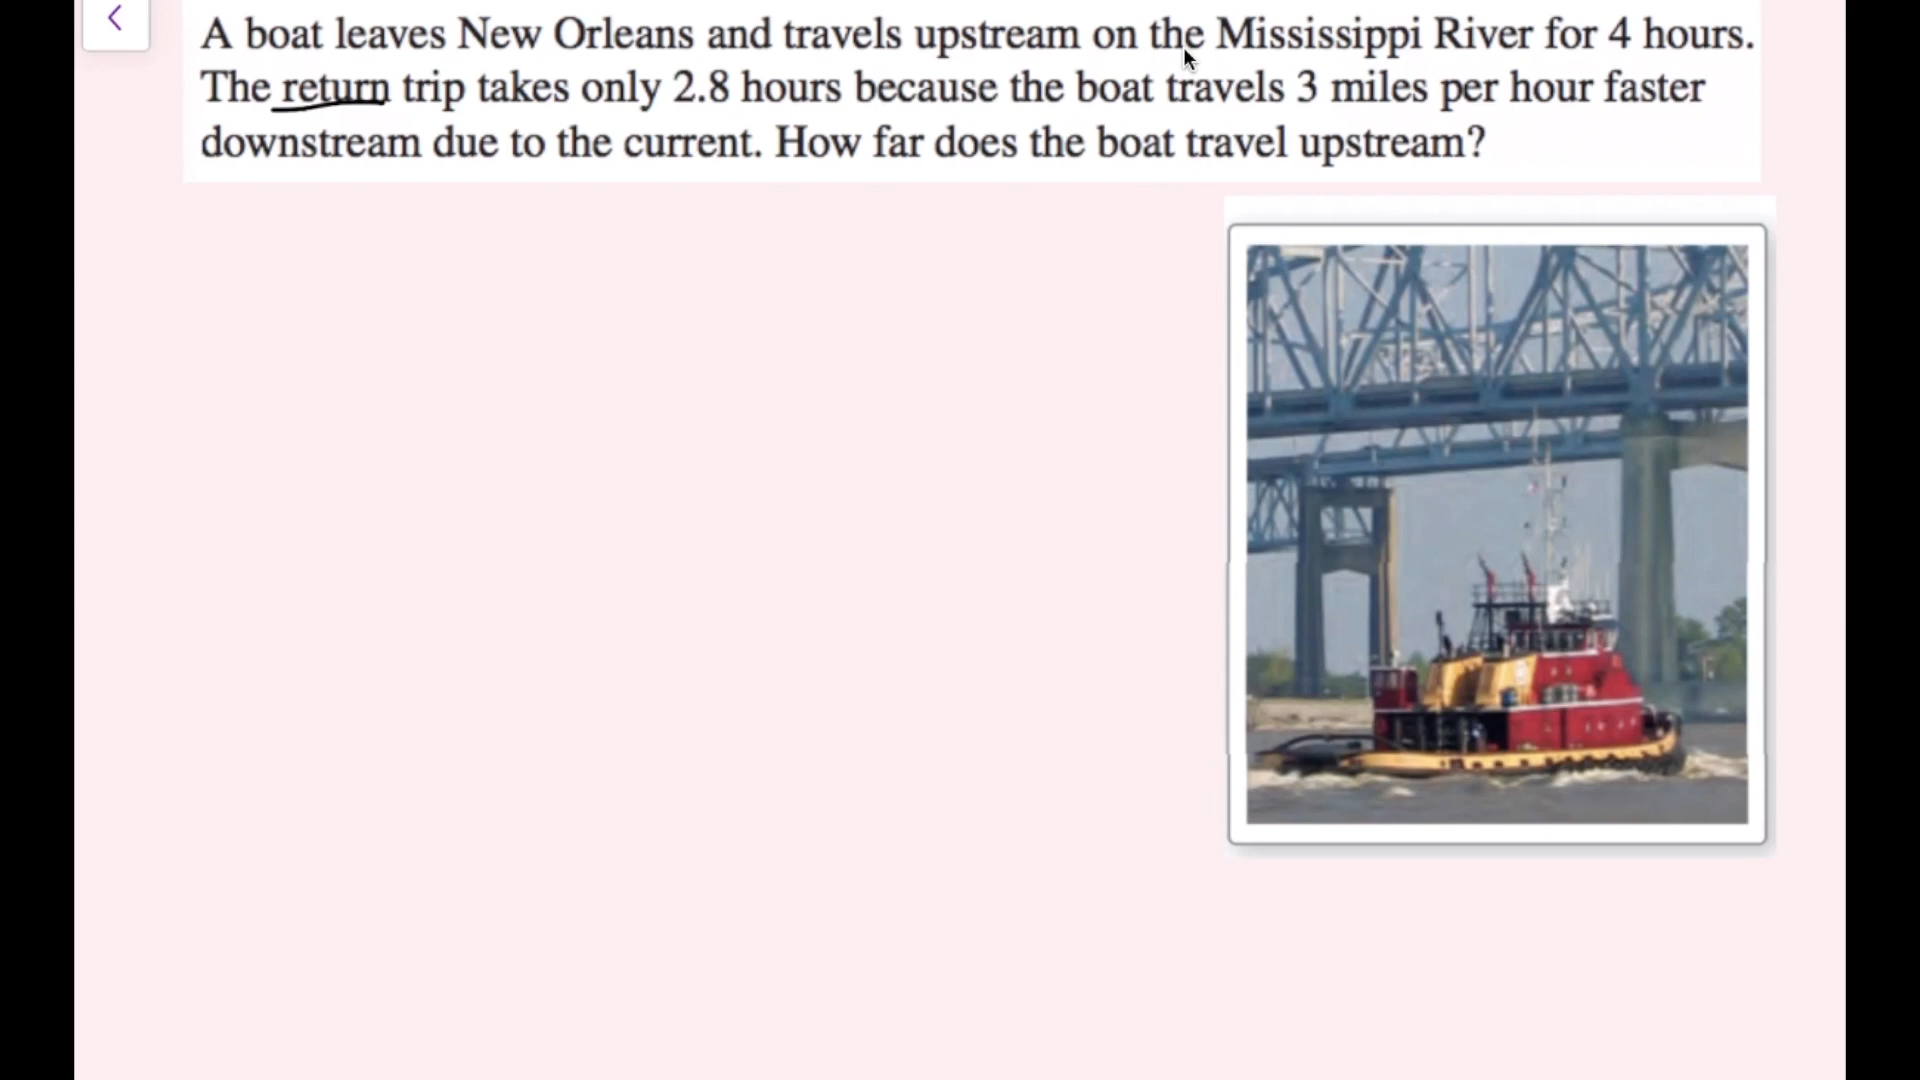 A boat leaves New Orleans and travels upstream on the Mississippi River for 4 hours.
The return trip takes only 2.8 hours because the boat travels 3 miles per hour faster
downstream due to the current. How far does the boat travel upstream?